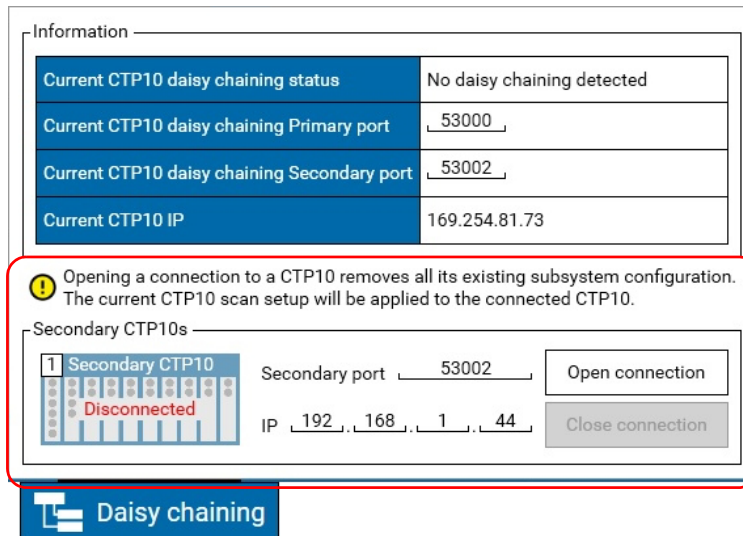 Information
Current CTP10 daisy chaining status No daisy chaining detected
Current CTP10 daisy chaining Primary port 53000
Current CTP10 daisy chaining Secondary port 53002
Current CTP10 IP 169.254.81.73
Opening a connection to a CTP10 removes all its existing subsystem configuration.
The current CTP10 scan setup will be applied to the connected CTP10.
Secondary CTP10s
1 Secondary CTP10
Disconnected
Secondary port 53002 Open connection
IP 192 . 168 . 1 . 44 Close connection
Daisy chaining